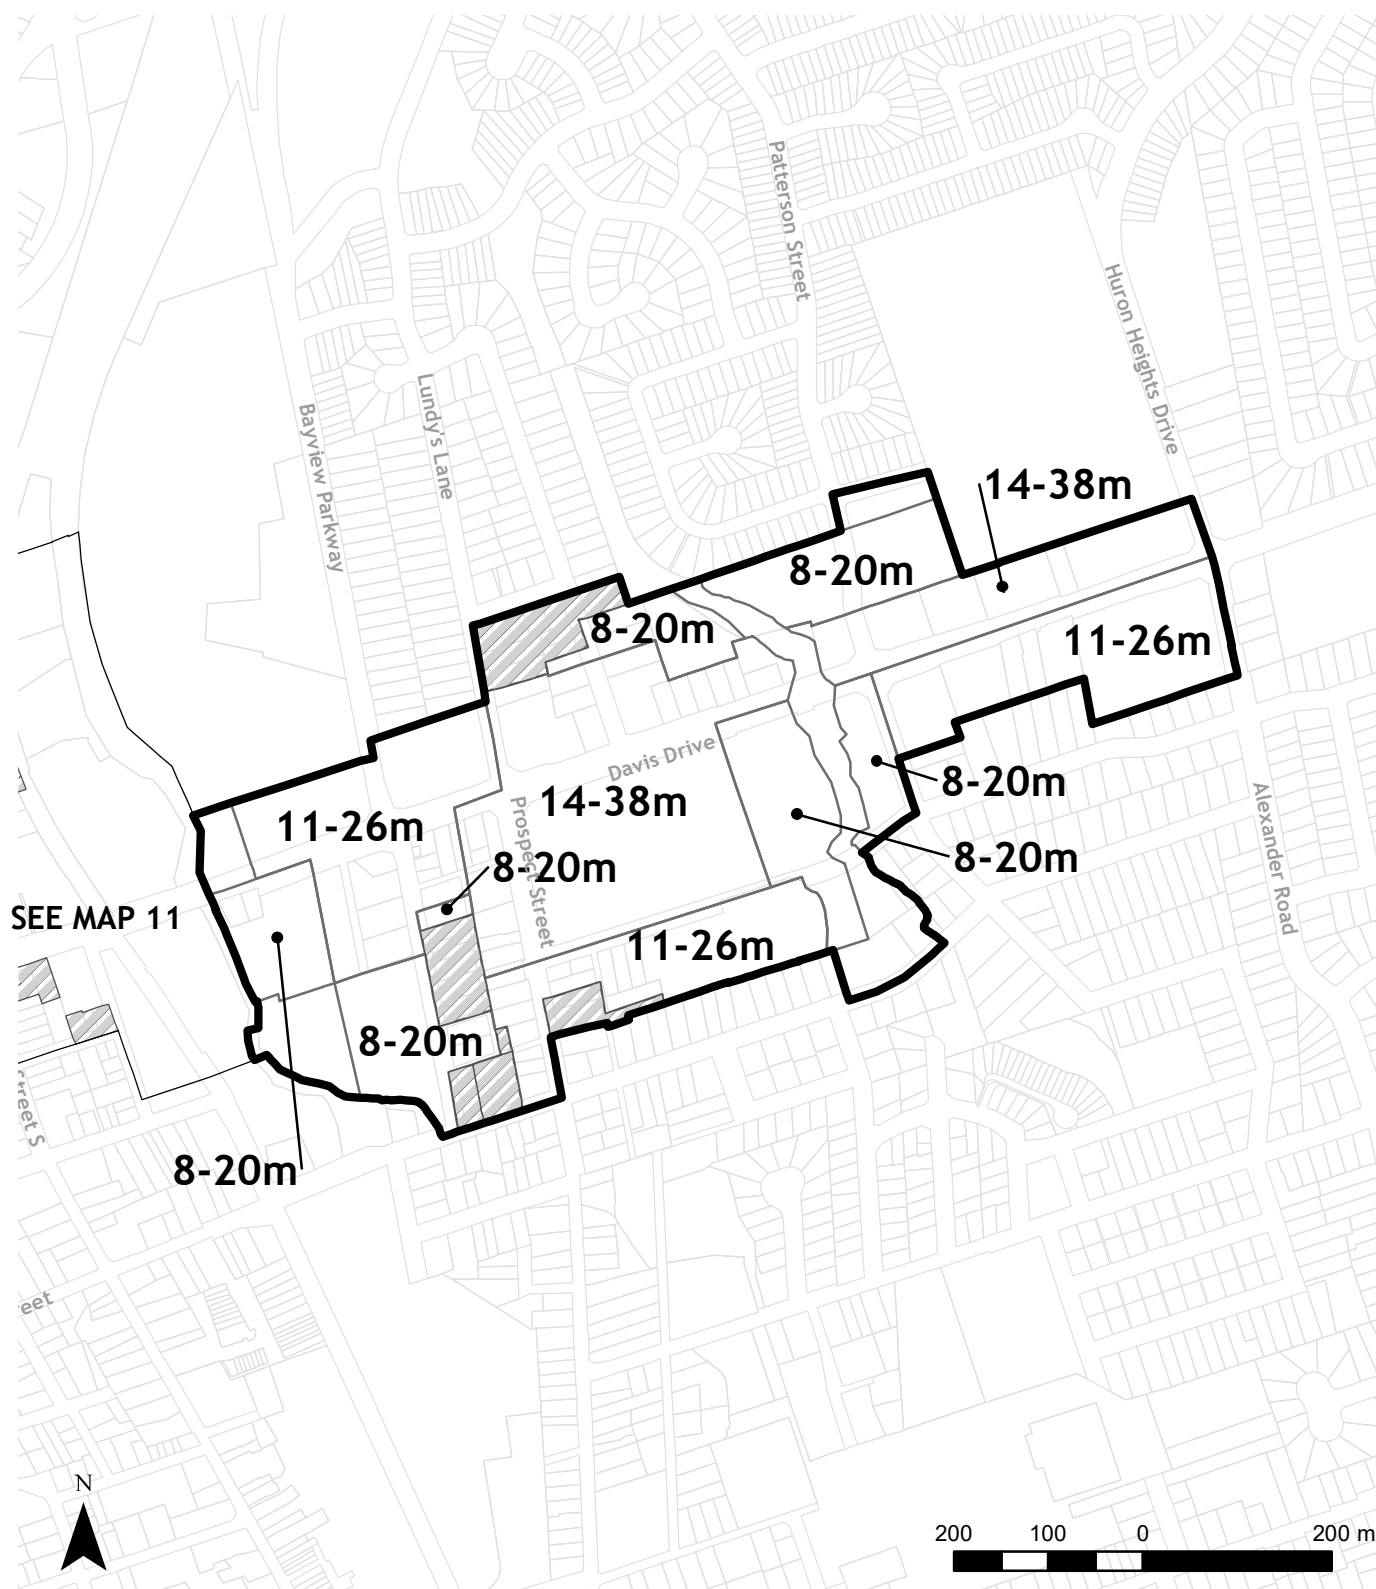 Patterson Street
Huron Heights Drive
Lundy's Lane
Bayview Parkway
14-38m
8-20m
8-20m
11-26m
Davis Drive
8-20m
14-38m
Prospect Street
11-26m
Alexander Road
8-20m
8-20m
SEE MAP 11
11-26m
8-20m
treet S
8-20m
reet
N
200 100 0 200 m